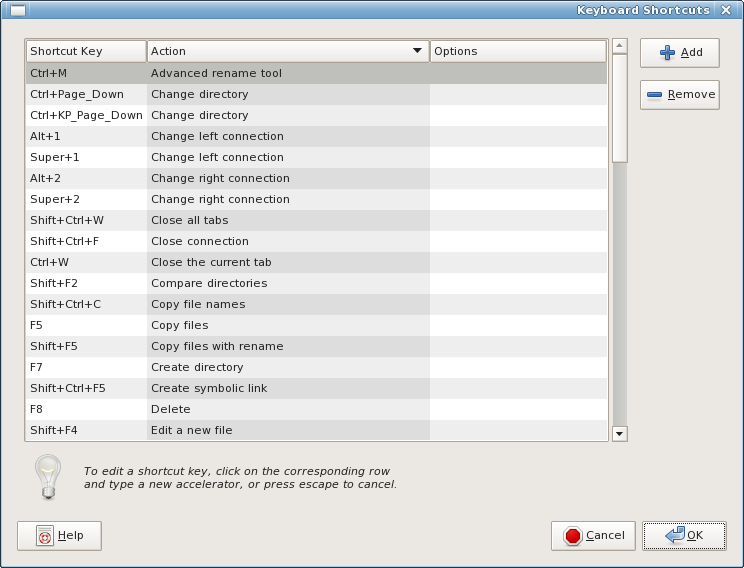 Keyboard Shortcuts
Shortcut Key Action Options
Ctrl+M Advanced rename tool
Ctrl+Page_Down Change directory
Ctrl+KP_Page_Down Change directory
Alt+1 Change left connection
Super+1 Change left connection
Alt+2 Change right connection
Super+2 Change right connection
Shift+Ctrl+W Close all tabs
Shift+Ctrl+F Close connection
Ctrl+W Close the current tab
Shift+F2 Compare directories
Shift+Ctrl+C Copy file names
F5 Copy files
Shift+F5 Copy files with rename
F7 Create directory
Shift+Ctrl+F5 Create symbolic link
F8 Delete
Shift+F4 Edit a new file
Add
Remove
To edit a shortcut key, click on the corresponding row
and type a new accelerator, or press escape to cancel.
Help Cancel OK